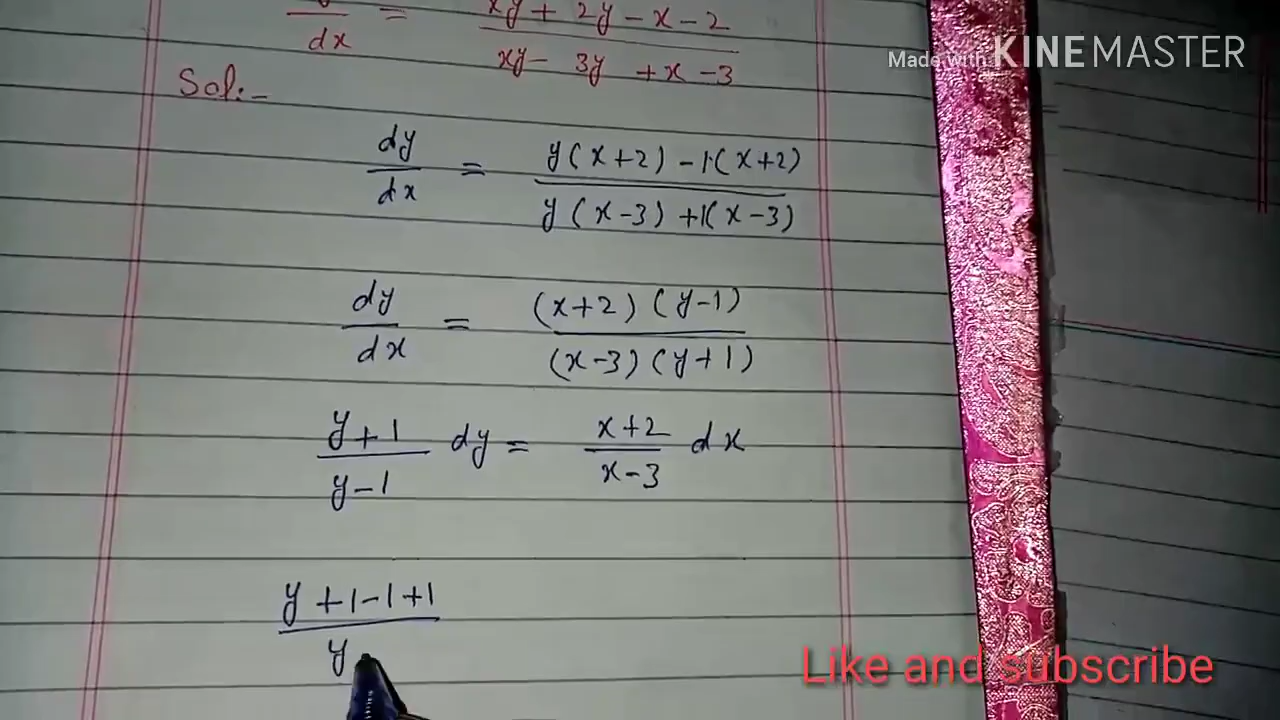 dy/dx = xy + 2y - x - 2 / xy - 3y + x - 3
Made with KINEMASTER
Sol:-
dy/dx = y(x+2) - 1·(x+2) / y(x-3) + 1(x-3)
dy/dx = (x+2)(y-1) / (x-3)(y+1)
y+1/y-1 dy = x+2/x-3 dx
y+1-1+1 / y
Like and subscribe